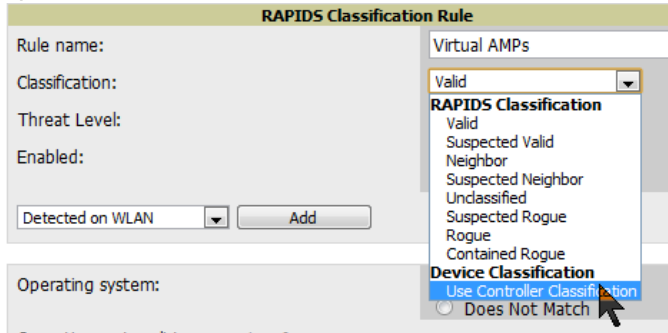 RAPIDS Classification Rule
Rule name:
Virtual AMPs
Classification:
Valid
RAPIDS Classification
Valid
Threat Level:
Suspected Valid
Enabled:
Neighbor
Suspected Neighbor
Unclassified
Detected on WLAN
Add
Suspected Rogue
Rogue
Contained Rogue
Device Classification
Operating system:
Use Controller Classification
Does Not Match